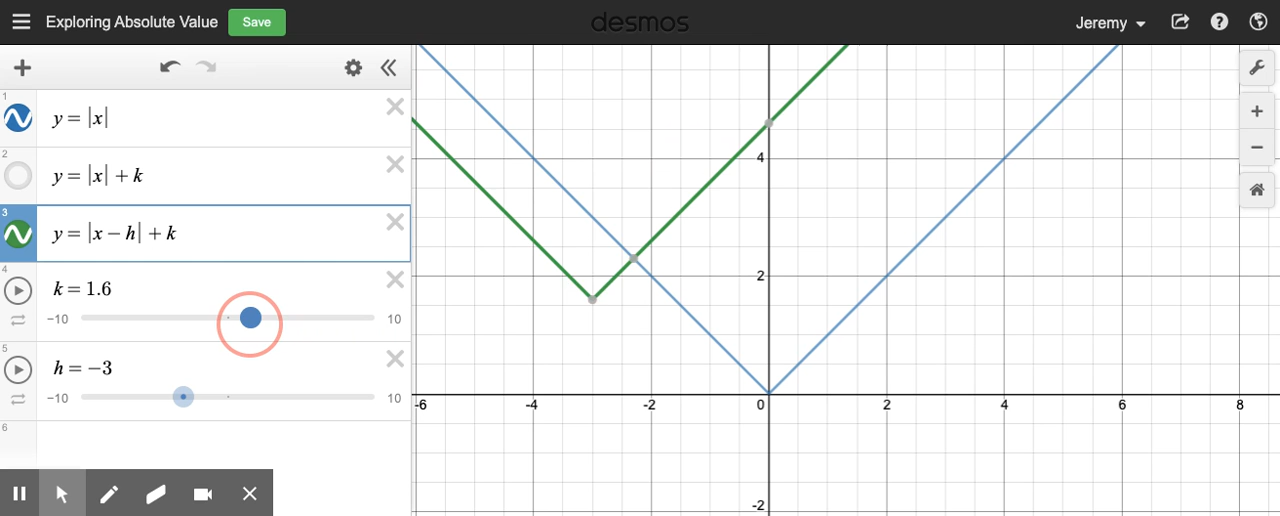 Exploring Absolute Value Save desmos Jeremy
1
y = |x|
2
y = |x| + k
3
y = |x − h| + k
4
k = 1.6
−10 10
5
h = −3
−10 10
6
4
2
-6 -4 -2 0 2 4 6 8
-2